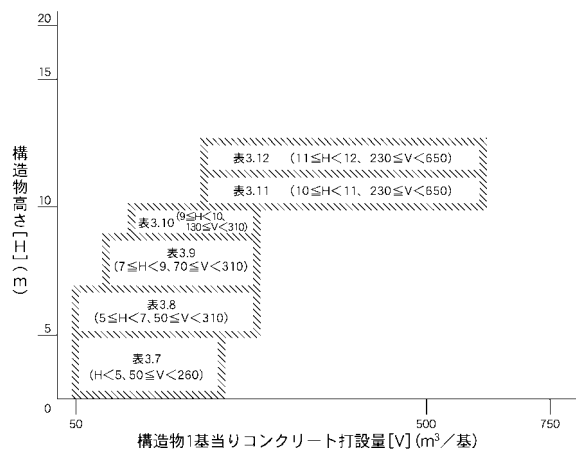 20
15
10
5
0
構造物高さ[H](m)
表3.12 (11≦H<12、230≦V<650)
表3.11 (10≦H<11、230≦V<650)
表3.10(9≦H<10、
130≦V<310)
表3.9
(7≦H<9、70≦V<310)
表3.8
(5≦H<7、50≦V<310)
表3.7
(H<5、50≦V<260)
50
500
750
構造物1基当りコンクリート打設量[V](m³/基)